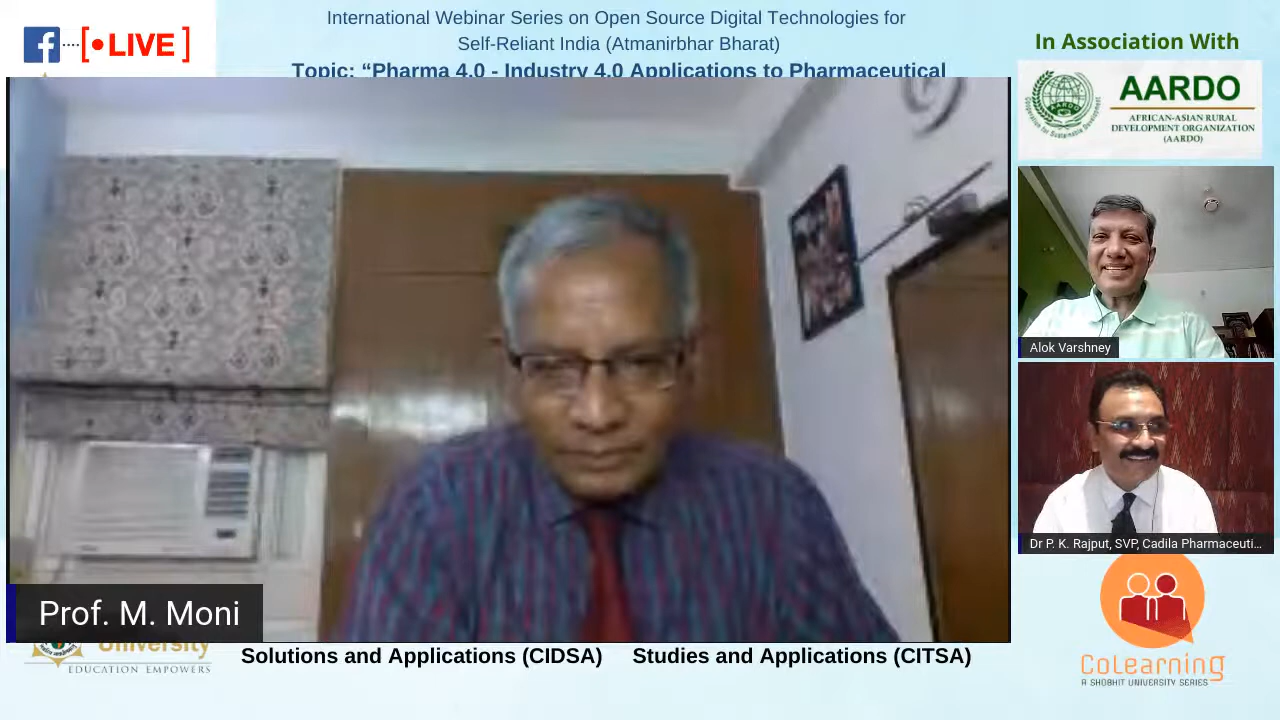 f
LIVE
International Webinar Series on Open Source Digital Technologies for
Self-Reliant India (Atmanirbhar Bharat)
Topic: “Pharma 4.0 - Industry 4.0 Applications to Pharmaceutical
In Association With
AARDO
AARDO
AFRICAN-ASIAN RURAL
DEVELOPMENT ORGANIZATION
(AARDO)
Alok Varshney
Dr P. K. Rajput, SVP, Cadila Pharmaceuti...
Prof. M. Moni
University
EDUCATION EMPOWERS
Solutions and Applications (CIDSA) Studies and Applications (CITSA)
CoLearning
A SHOBHIT UNIVERSITY SERIES